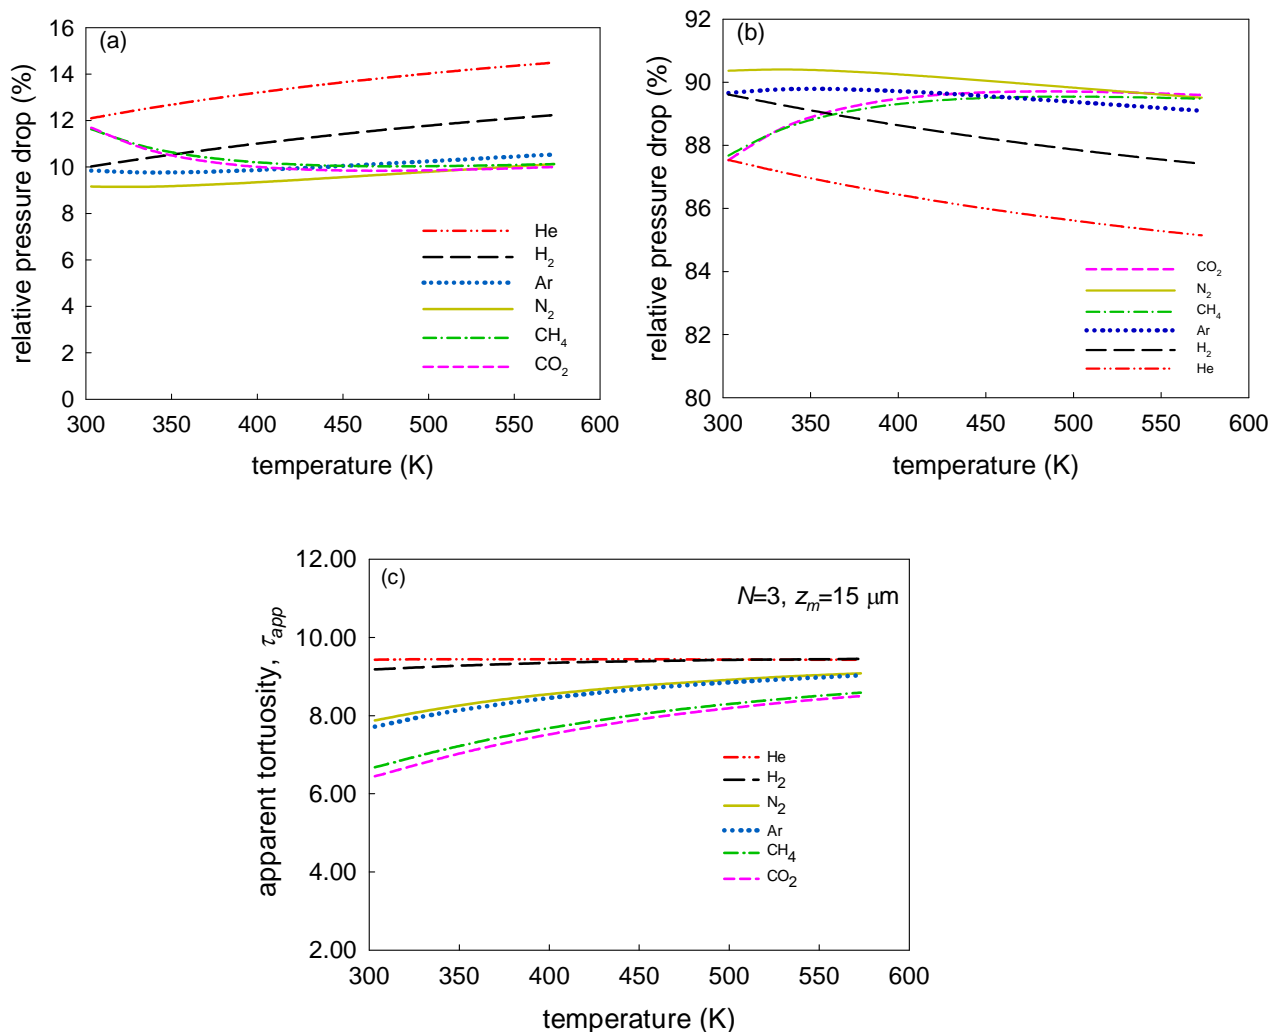 (a)
relative pressure drop (%)
16
14
12
10
8
6
4
2
0
He
H2
Ar
N2
CH4
CO2
300 350 400 450 500 550 600
temperature (K)
(b)
relative pressure drop (%)
92
90
88
86
84
82
80
CO2
N2
CH4
Ar
H2
He
300 350 400 450 500 550 600
temperature (K)
(c)
N=3, zm=15 μm
apparent tortuosity, τapp
12.00
10.00
8.00
6.00
4.00
2.00
He
H2
N2
Ar
CH4
CO2
300 350 400 450 500 550 600
temperature (K)